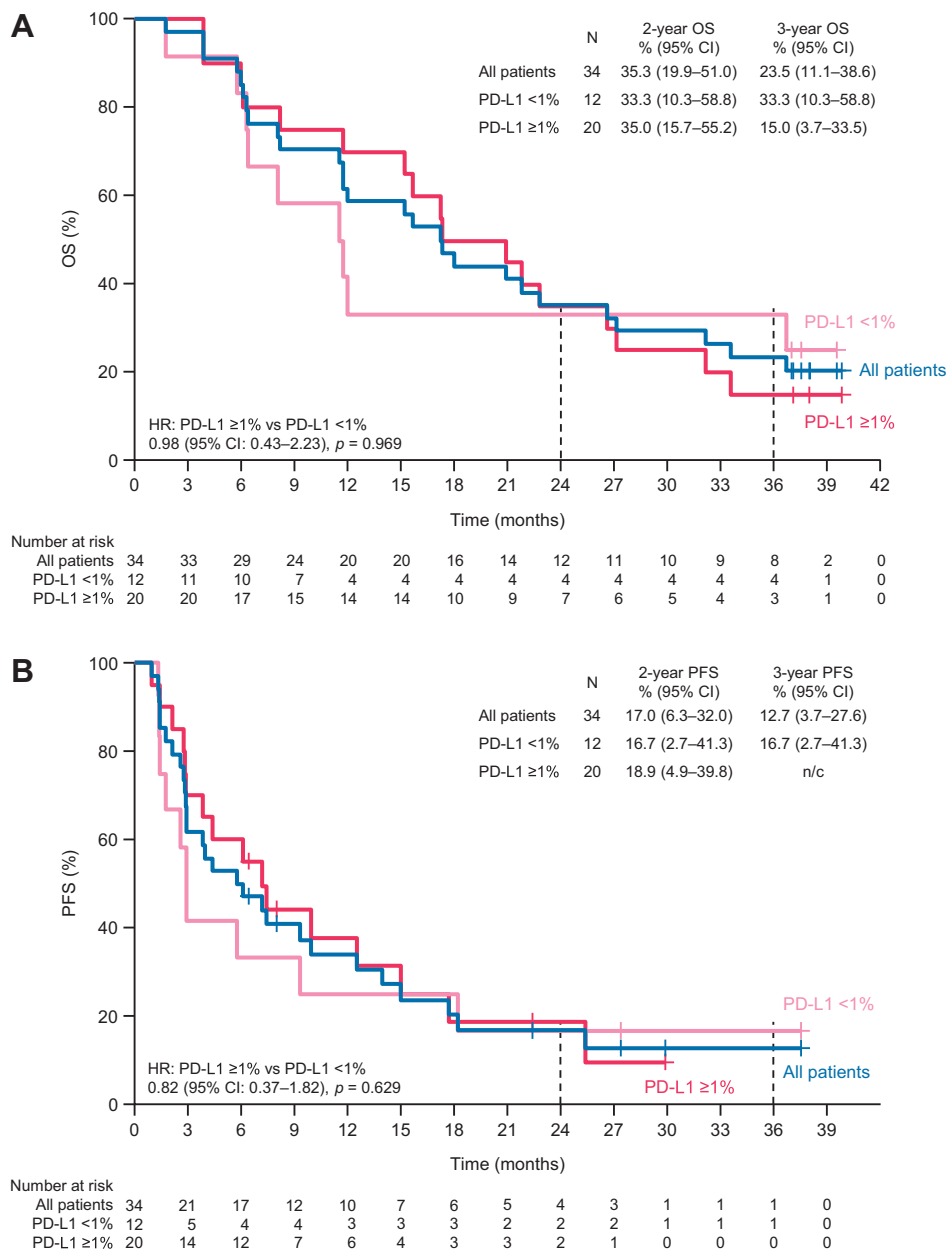 A
N 2-year OS % (95% CI) 3-year OS % (95% CI)
All patients 34 35.3 (19.9–51.0) 23.5 (11.1–38.6)
PD-L1 <1% 12 33.3 (10.3–58.8) 33.3 (10.3–58.8)
PD-L1 ≥1% 20 35.0 (15.7–55.2) 15.0 (3.7–33.5)
100
80
60
40
20
0
OS (%)
PD-L1 <1%
All patients
PD-L1 ≥1%
HR: PD-L1 ≥1% vs PD-L1 <1%
0.98 (95% CI: 0.43–2.23), p = 0.969
0 3 6 9 12 15 18 21 24 27 30 33 36 39 42
Time (months)
Number at risk
All patients 34 33 29 24 20 20 16 14 12 11 10 9 8 2 0
PD-L1 <1% 12 11 10 7 4 4 4 4 4 4 4 4 4 1 0
PD-L1 ≥1% 20 20 17 15 14 14 10 9 7 6 5 4 3 1 0
B
N 2-year PFS % (95% CI) 3-year PFS % (95% CI)
All patients 34 17.0 (6.3–32.0) 12.7 (3.7–27.6)
PD-L1 <1% 12 16.7 (2.7–41.3) 16.7 (2.7–41.3)
PD-L1 ≥1% 20 18.9 (4.9–39.8) n/c
100
80
60
40
20
0
PFS (%)
PD-L1 <1%
All patients
PD-L1 ≥1%
HR: PD-L1 ≥1% vs PD-L1 <1%
0.82 (95% CI: 0.37–1.82), p = 0.629
0 3 6 9 12 15 18 21 24 27 30 33 36 39
Time (months)
Number at risk
All patients 34 21 17 12 10 7 6 5 4 3 1 1 1 0
PD-L1 <1% 12 5 4 4 3 3 3 2 2 2 1 1 1 0
PD-L1 ≥1% 20 14 12 7 6 4 3 3 2 1 0 0 0 0